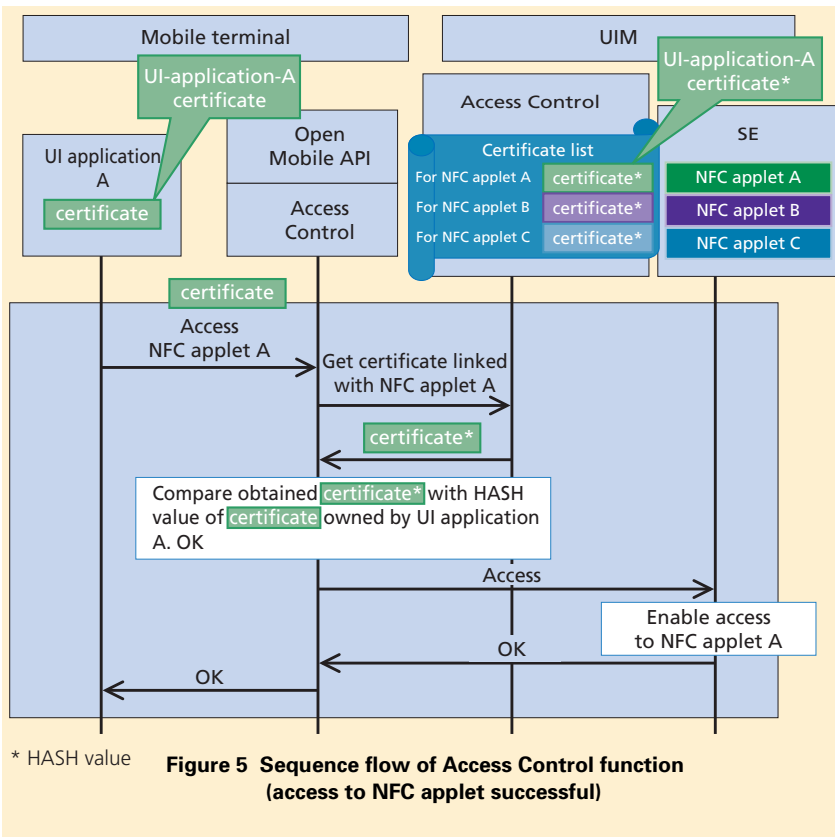 Mobile terminal
UIM
UI-application-A
certificate
UI-application-A
certificate*
UI application
A
certificate
Open
Mobile API
Access
Control
Access Control
Certificate list
For NFC applet A certificate*
For NFC applet B certificate*
For NFC applet C certificate*
SE
NFC applet A
NFC applet B
NFC applet C
certificate
Access
NFC applet A
Get certificate linked
with NFC applet A
certificate*
Compare obtained certificate* with HASH
value of certificate owned by UI application
A. OK
Access
Enable access
to NFC applet A
OK
OK
* HASH value
Figure 5 Sequence flow of Access Control function
(access to NFC applet successful)